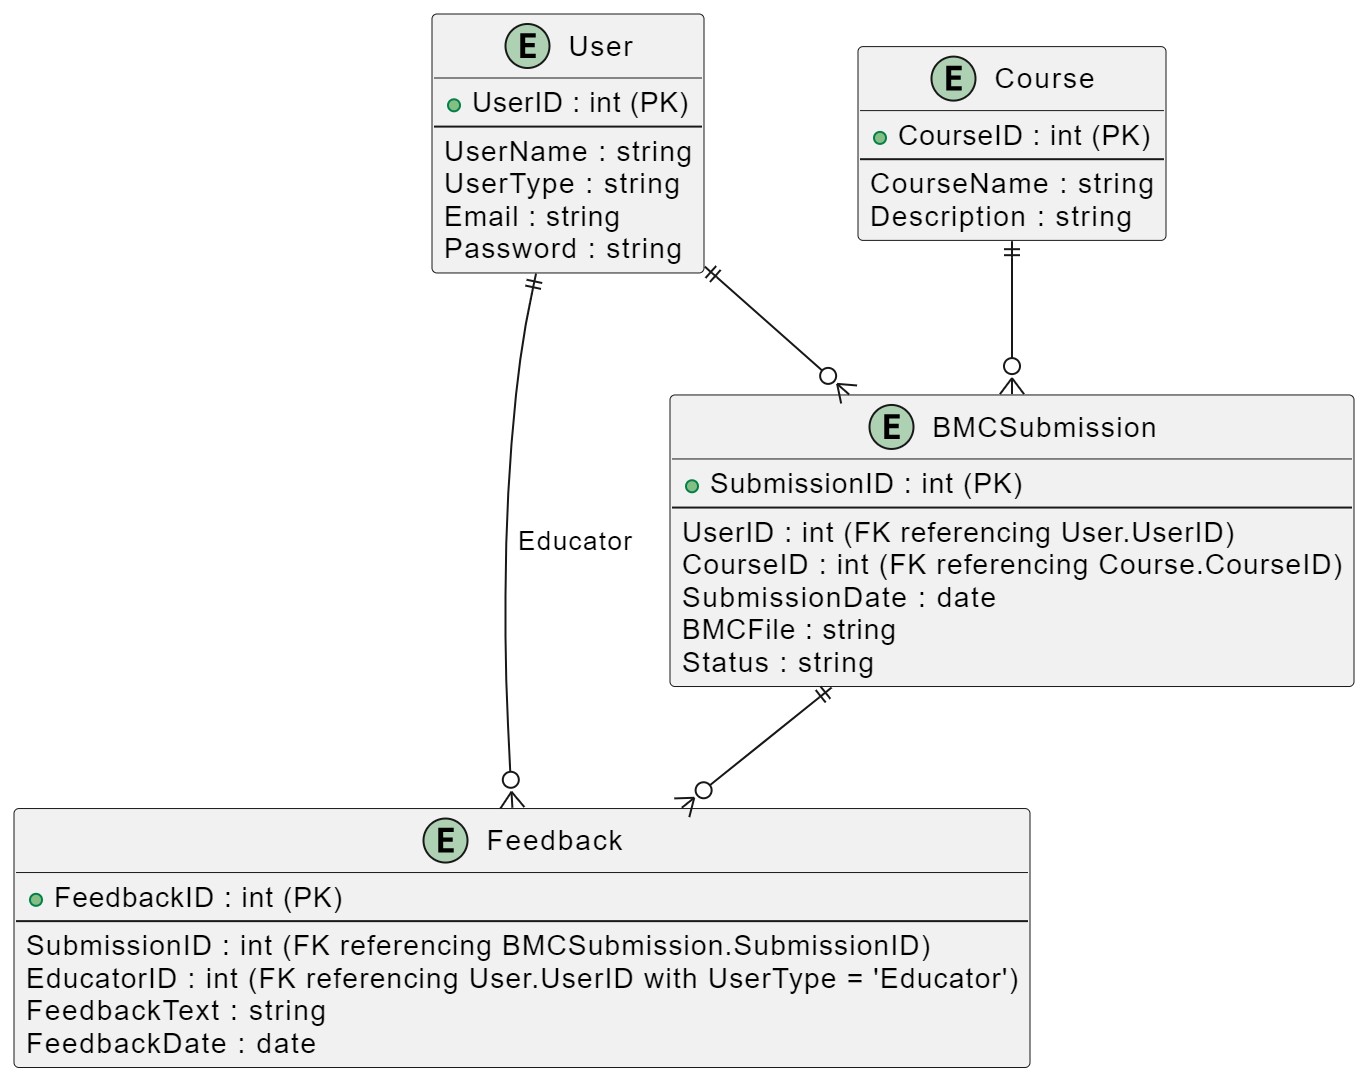 E User
UserID : int (PK)
UserName : string
UserType : string
Email : string
Password : string
E Course
CourseID : int (PK)
CourseName : string
Description : string
E BMCSubmission
SubmissionID : int (PK)
UserID : int (FK referencing User.UserID)
CourseID : int (FK referencing Course.CourseID)
SubmissionDate : date
BMCFile : string
Status : string
Educator
E Feedback
FeedbackID : int (PK)
SubmissionID : int (FK referencing BMCSubmission.SubmissionID)
EducatorID : int (FK referencing User.UserID with UserType = 'Educator')
FeedbackText : string
FeedbackDate : date